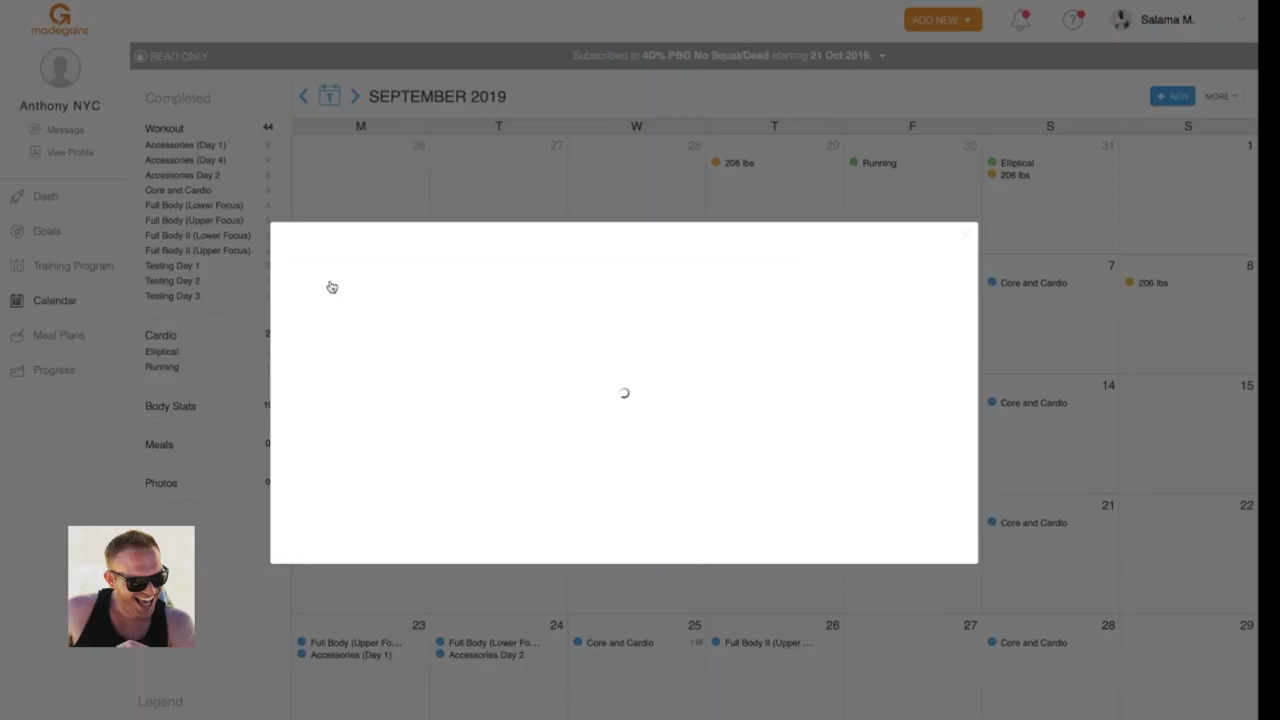 madegains
ADD NEW ▼
Salama M.
READ ONLY
Subscribed to 4D% PBG No Squat/Dead starting 21 Oct 2019.
Anthony NYC
Message
View Profile
Dash
Goals
Training Program
Calendar
Meal Plans
Progress
Completed
Workout 44
Accessories (Day 1)
Accessories (Day 4)
Accessories Day 2
Core and Cardio
Full Body (Lower Focus)
Full Body (Upper Focus)
Full Body II (Lower Focus)
Full Body II (Upper Focus)
Testing Day 1
Testing Day 2
Testing Day 3
Cardio 2
Elliptical
Running
Body Stats
Meals 0
Photos 0
Legend
T
SEPTEMBER 2019
+ NEW
MORE
M T W T F S S
26 27 28 29 30 31 1
206 lbs
Running
Elliptical
206 lbs
7 8
Core and Cardio
206 lbs
14 15
Core and Cardio
21 22
Core and Cardio
23 24 25 26 27 28 29
Full Body (Upper Fo...
Accessories (Day 1)
Full Body (Lower Fo...
Accessories Day 2
Core and Cardio
Full Body II (Upper ...
Core and Cardio